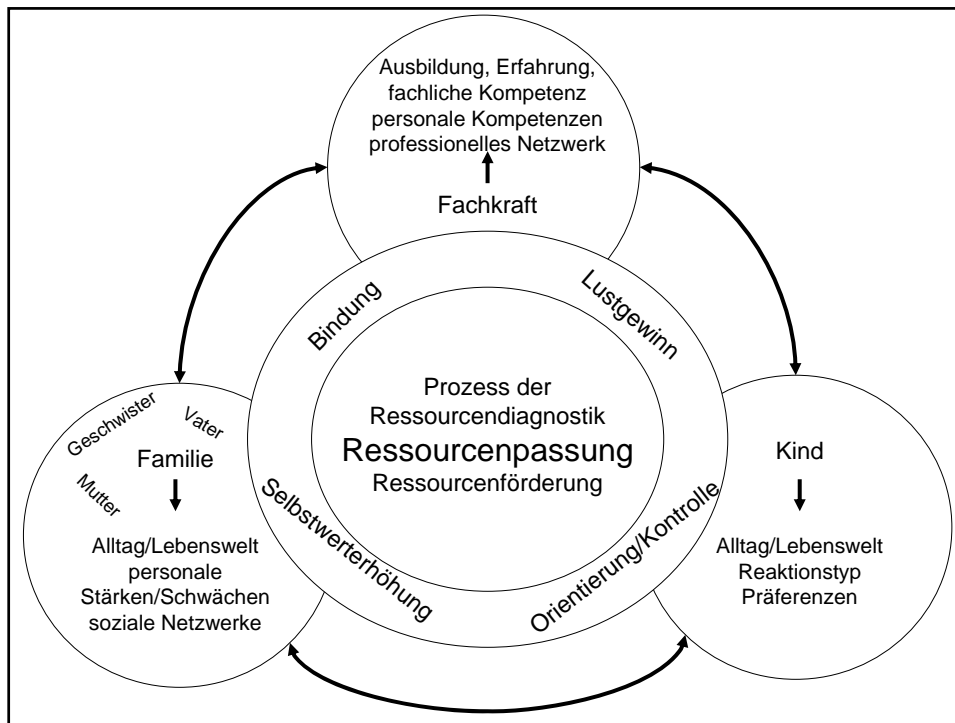 Ausbildung, Erfahrung,
fachliche Kompetenz
personale Kompetenzen
professionelles Netzwerk
Fachkraft
Bindung
Lustgewinn
Prozess der
Ressourcendiagnostik
Ressourcenpassung
Ressourcenförderung
Selbstwerterhöhung
Orientierung/Kontrolle
Geschwister
Vater
Familie
Mutter
Alltag/Lebenswelt
personale
Stärken/Schwächen
soziale Netzwerke
Kind
Alltag/Lebenswelt
Reaktionstyp
Präferenzen